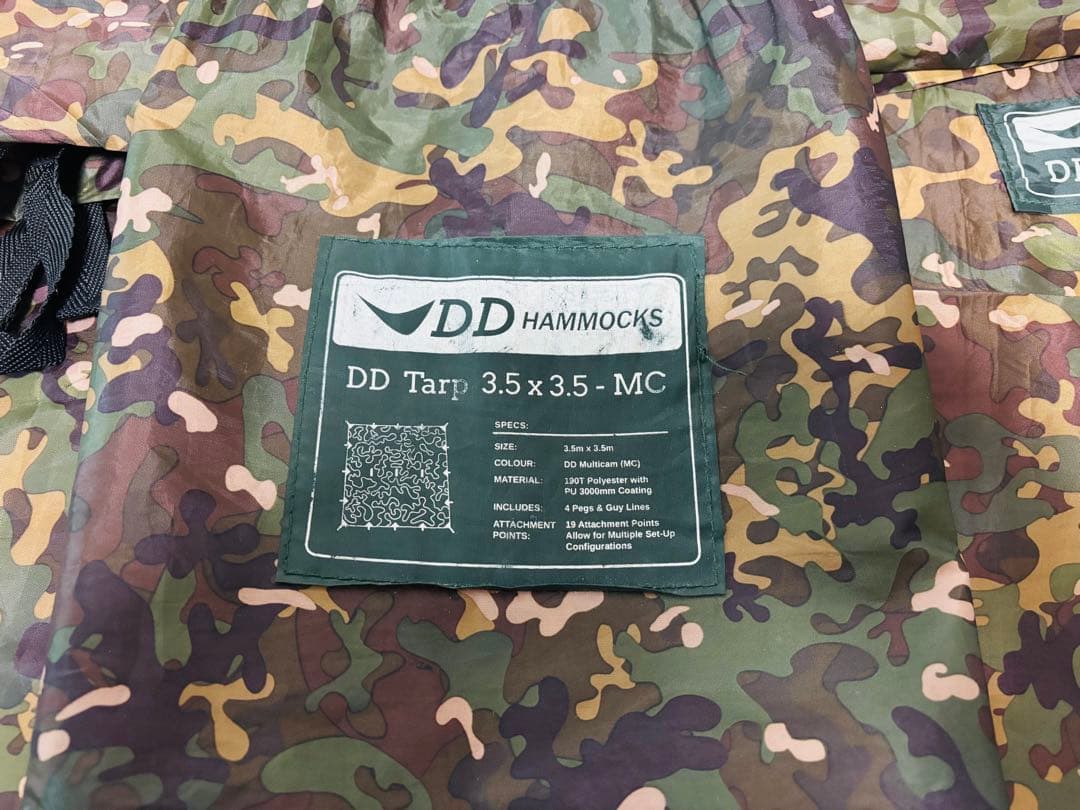 DD HAMMOCKS
DD Tarp 3.5 x 3.5 - MC
SPECS:
SIZE: 3.5m x 3.5m
COLOUR: DD Multicam (MC)
MATERIAL: 190T Polyester with
PU 3000mm Coating
INCLUDES: 4 Pegs & Guy Lines
ATTACHMENT 19 Attachment Points
POINTS: Allow for Multiple Set-Up
Configurations